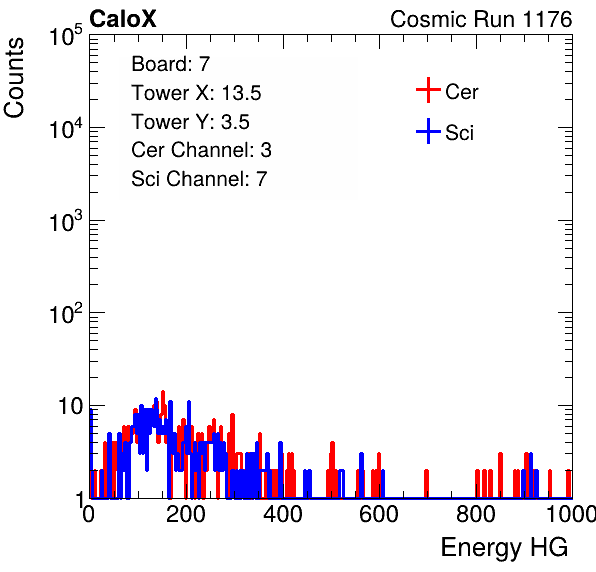 CaloX Cosmic Run 1176
Counts
10^5
10^4
10^3
10^2
10
1
Board: 7
Tower X: 13.5
Tower Y: 3.5
Cer Channel: 3
Sci Channel: 7
Cer
Sci
0 200 400 600 800 1000
Energy HG